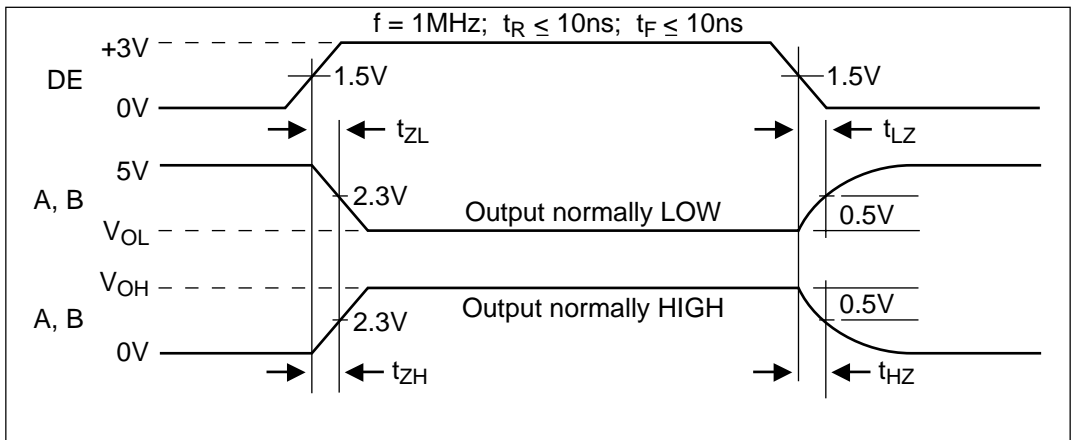 f = 1MHz; tR ≤ 10ns; tF ≤ 10ns
+3V
DE
1.5V
1.5V
0V
tZL
tLZ
5V
A, B
2.3V
Output normally LOW
0.5V
VOL
VOH
Output normally HIGH
0.5V
A, B
2.3V
0V
tZH
tHZ